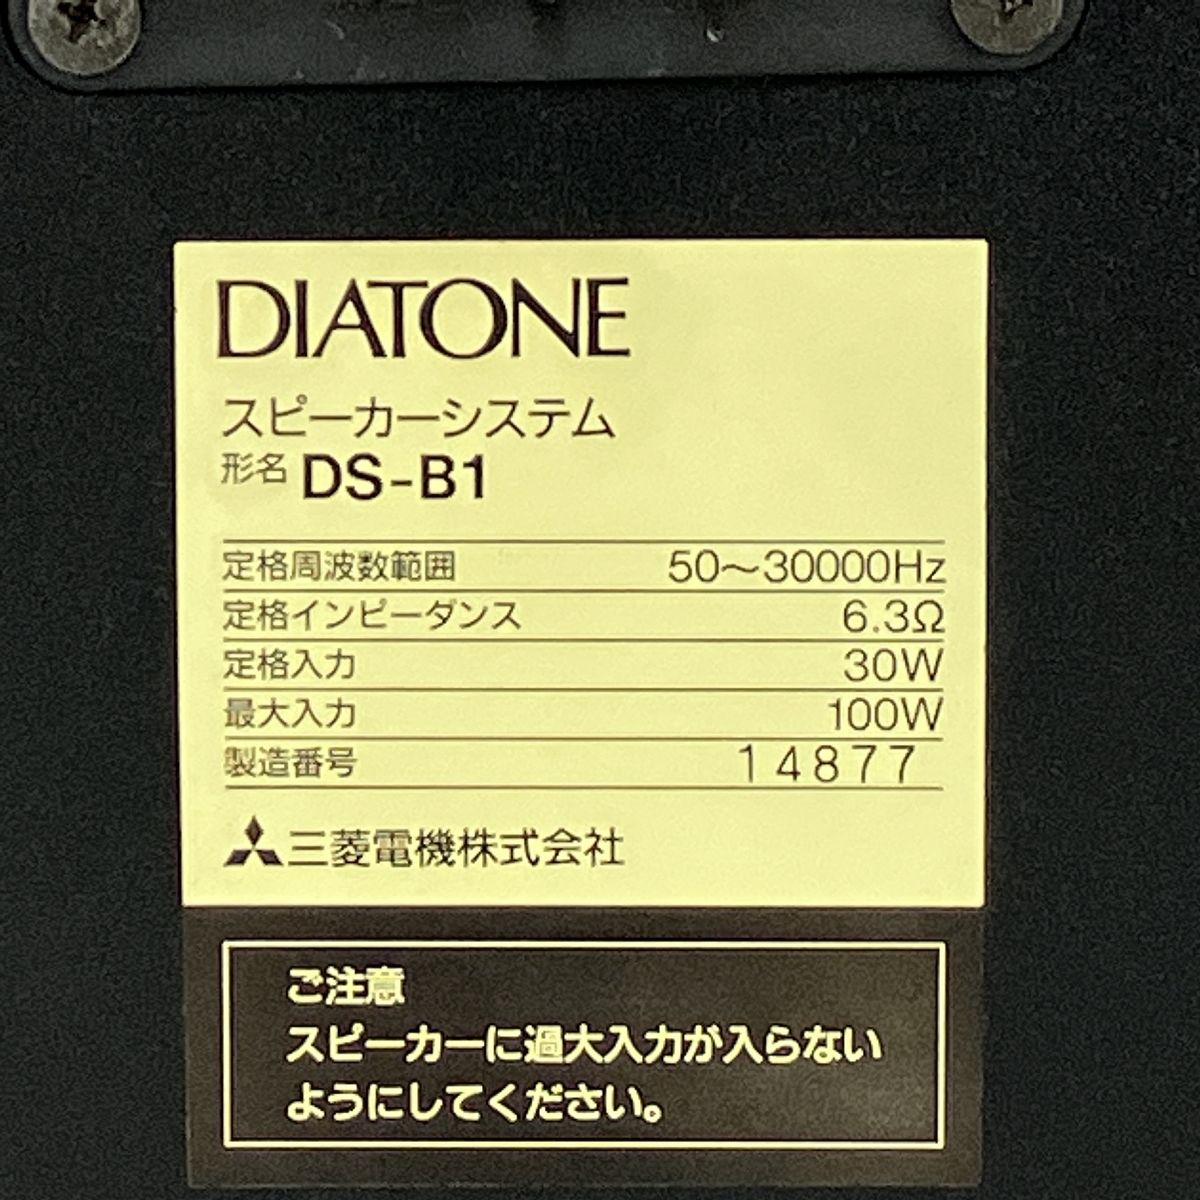 DIATONE
スピーカーシステム
形名 DS-B1
定格周波数範囲 50～30000Hz
定格インピーダンス 6.3Ω
定格入力 30W
最大入力 100W
製造番号 14877
三菱電機株式会社
ご注意
スピーカーに過大入力が入らない
ようにしてください。